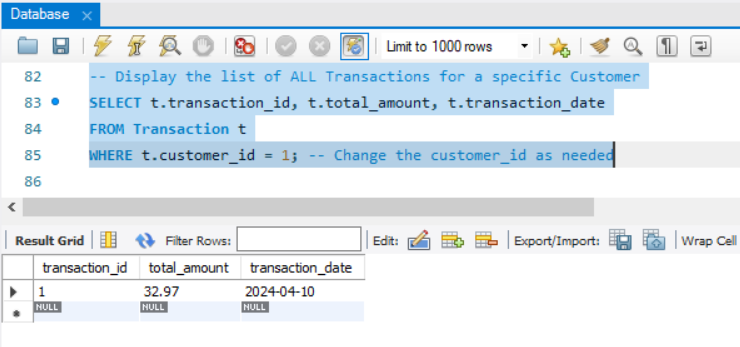 Database
Limit to 1000 rows
82 -- Display the list of ALL Transactions for a specific Customer
83 SELECT t.transaction_id, t.total_amount, t.transaction_date
84 FROM Transaction t
85 WHERE t.customer_id = 1; -- Change the customer_id as needed
86
Result Grid Filter Rows: Edit: Export/Import: Wrap Cell
transaction_id total_amount transaction_date
1 32.97 2024-04-10
NULL NULL NULL